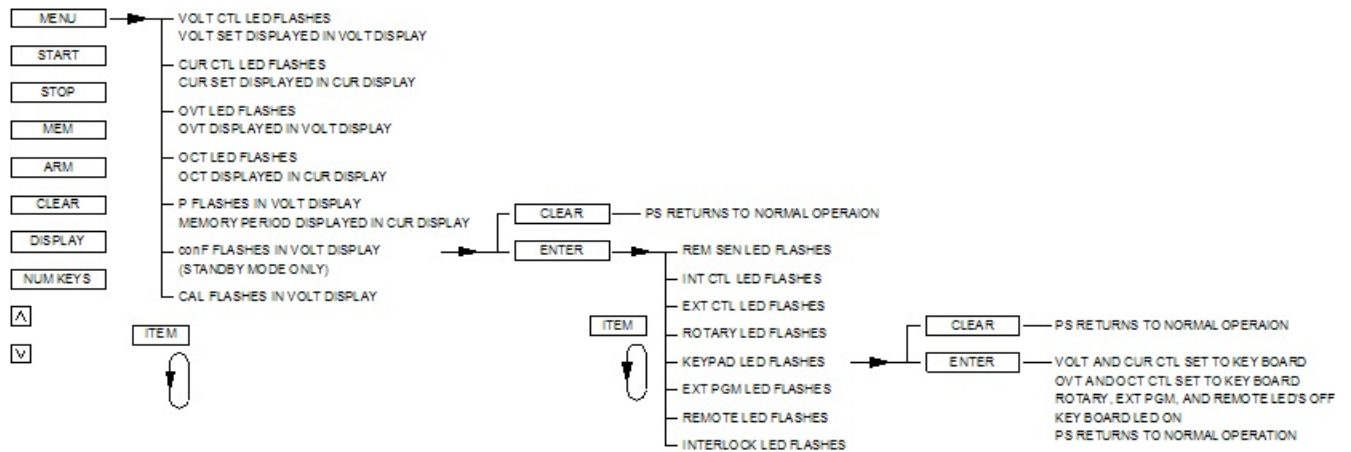 MENU
START
STOP
MEM
ARM
CLEAR
DISPLAY
NUM KEYS
VOLT CTL LED FLASHES
VOLT SET DISPLAYED IN VOLT DISPLAY
CUR CTL LED FLASHES
CUR SET DISPLAYED IN CUR DISPLAY
OVT LED FLASHES
OVT DISPLAYED IN VOLT DISPLAY
OCT LED FLASHES
OCT DISPLAYED IN CUR DISPLAY
P FLASHES IN VOLT DISPLAY
MEMORY PERIOD DISPLAYED IN CUR DISPLAY
conF FLASHES IN VOLT DISPLAY
(STANDBY MODE ONLY)
CAL FLASHES IN VOLT DISPLAY
ITEM
CLEAR
PS RETURNS TO NORMAL OPERAION
ENTER
REM SEN LED FLASHES
INT CTL LED FLASHES
EXT CTL LED FLASHES
ROTARY LED FLASHES
KEYPAD LED FLASHES
EXT PGM LED FLASHES
REMOTE LED FLASHES
INTERLOCK LED FLASHES
ITEM
CLEAR
PS RETURNS TO NORMAL OPERAION
ENTER
VOLT AND CUR CTL SET TO KEY BOARD
OVT AND OCT CTL SET TO KEY BOARD
ROTARY, EXT PGM, AND REMOTE LED'S OFF
KEY BOARD LED ON
PS RETURNS TO NORMAL OPERATION